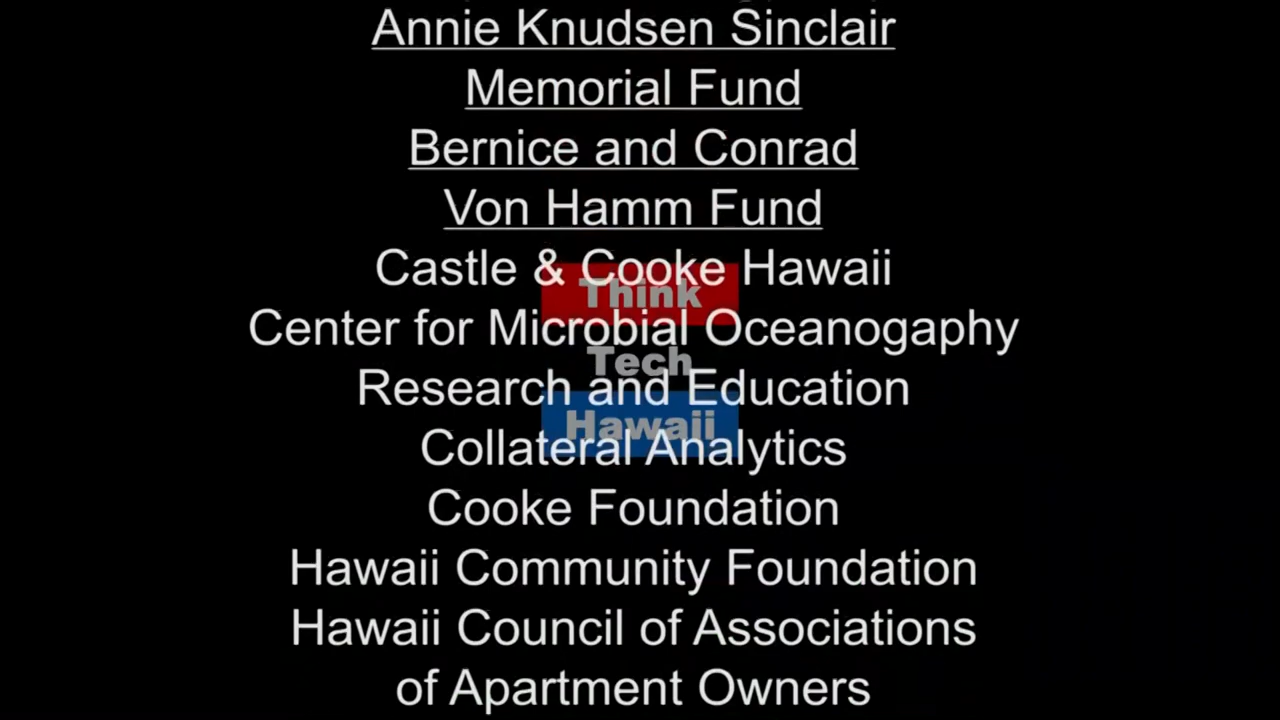 Annie Knudsen Sinclair
Memorial Fund
Bernice and Conrad
Von Hamm Fund
Castle & Cooke Hawaii
Think
Center for Microbial Oceanogaphy
Tech
Research and Education
Hawaii
Collateral Analytics
Cooke Foundation
Hawaii Community Foundation
Hawaii Council of Associations
of Apartment Owners